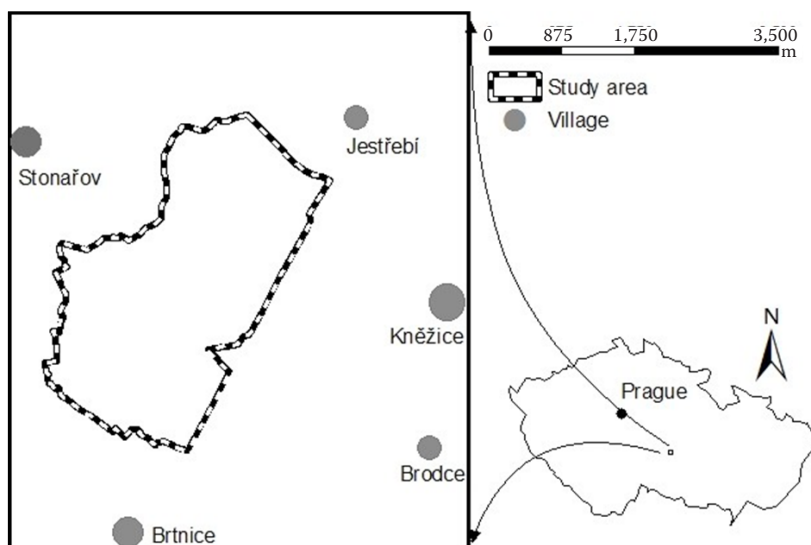 0 875 1,750 3,500
m
Study area
Village
Jestřebí
Stonařov
Kněžice
Brodce
Brtnice
N
Prague